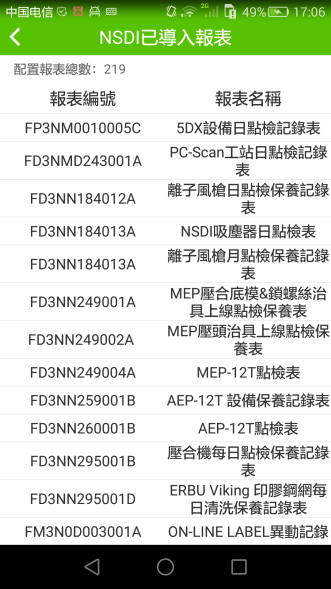 中国电信 2G 49% 17:06
NSDI已導入報表
配置報表總數：219
報表編號 報表名稱
FP3NM0010005C 5DX設備日點檢記錄表
FD3NMD243001A PC-Scan工站日點檢記錄
表
FD3NN184012A 離子風槍日點檢保養記錄
表
FD3NN184013A NSDI吸塵器日點檢表
FD3NN184013A 離子風槍月點檢保養記錄
表
FD3NN249001A MEP壓合底模&鎖螺絲治
具上線點檢保養表
FD3NN249002A MEP壓頭治具上線點檢保
養表
FD3NN249004A MEP-12T點檢表
FD3NN259001B AEP-12T 設備保養記錄表
FD3NN260001B AEP-12T點檢表
FD3NN295001B 壓合機每日點檢保養記錄
表
FD3NN295001D ERBU Viking 印膠鋼網每
日清洗保養記錄表
FM3N0D003001A ON-LINE LABEL異動記錄